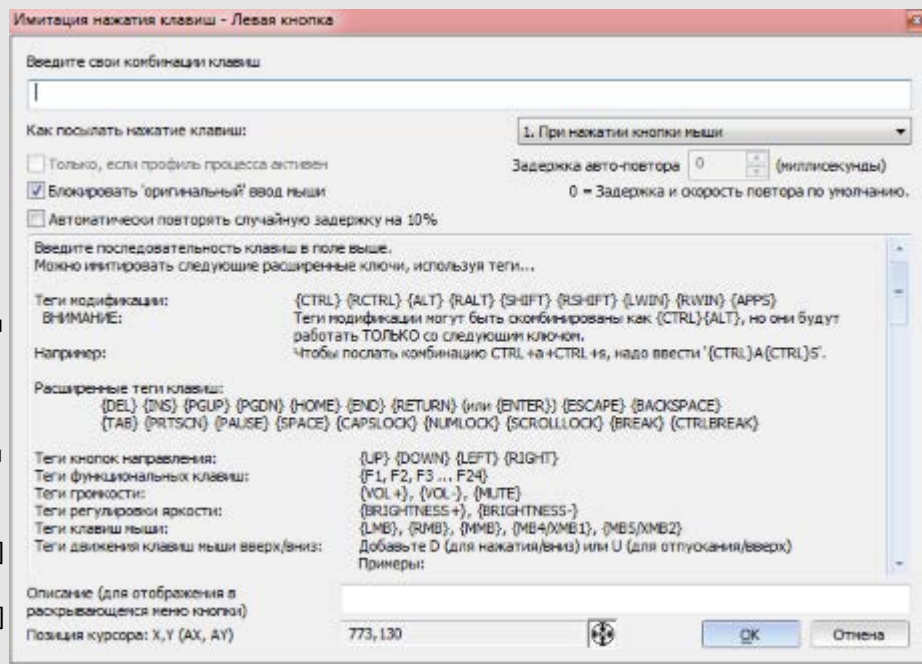 Имитация нажатия клавиш - Левая кнопка
Введите свои комбинации клавиш
Как посылать нажатие клавиш:
1. При нажатии кнопки мыши
Только, если профиль процесса активен
Задержка авто-повтора 0 (миллисекунды)
Блокировать 'оригинальный' ввод мыши
0 = Задержка и скорость повтора по умолчанию.
Автоматически повторять случайную задержку на 10%
Введите последовательность клавиш в поле выше.
Можно имитировать следующие расширенные ключи, используя теги...
Теги модификации: {CTRL} {RCTRL} {ALT} {RALT} {SHIFT} {RSHIFT} {LWIN} {RWIN} {APPS}
ВНИМАНИЕ: Теги модификации могут быть скомбинированы как {CTRL}{ALT}, но они будут
работать ТОЛЬКО со следующим ключом.
Например: Чтобы послать комбинацию CTRL+a+CTRL+s, надо ввести '{CTRL}A{CTRL}S'.
Расширенные теги клавиш:
{DEL} {INS} {PGUP} {PGDN} {HOME} {END} {RETURN} (или {ENTER}) {ESCAPE} {BACKSPACE}
{TAB} {PRTSCN} {PAUSE} {SPACE} {CAPSLOCK} {NUMLOCK} {SCROLLLOCK} {BREAK} {CTRLBREAK}
Теги кнопок направления: {UP} {DOWN} {LEFT} {RIGHT}
Теги функциональных клавиш: {F1, F2, F3 ... F24}
Теги громкости: {VOL+}, {VOL-}, {MUTE}
Теги регулировки яркости: {BRIGHTNESS+}, {BRIGHTNESS-}
Теги клавиш мыши: {LMB}, {RMB}, {MMB}, {MB4/XMB1}, {MB5/XMB2}
Теги движения клавиш мыши вверх/вниз: Добавьте D (для нажатия/вниз) или U (для отпускания/вверх)
Примеры:
Описание (для отображения в
раскрывающемся меню кнопки)
Позиция курсора: X,Y (AX, AY) 773,130
OK
Отмена